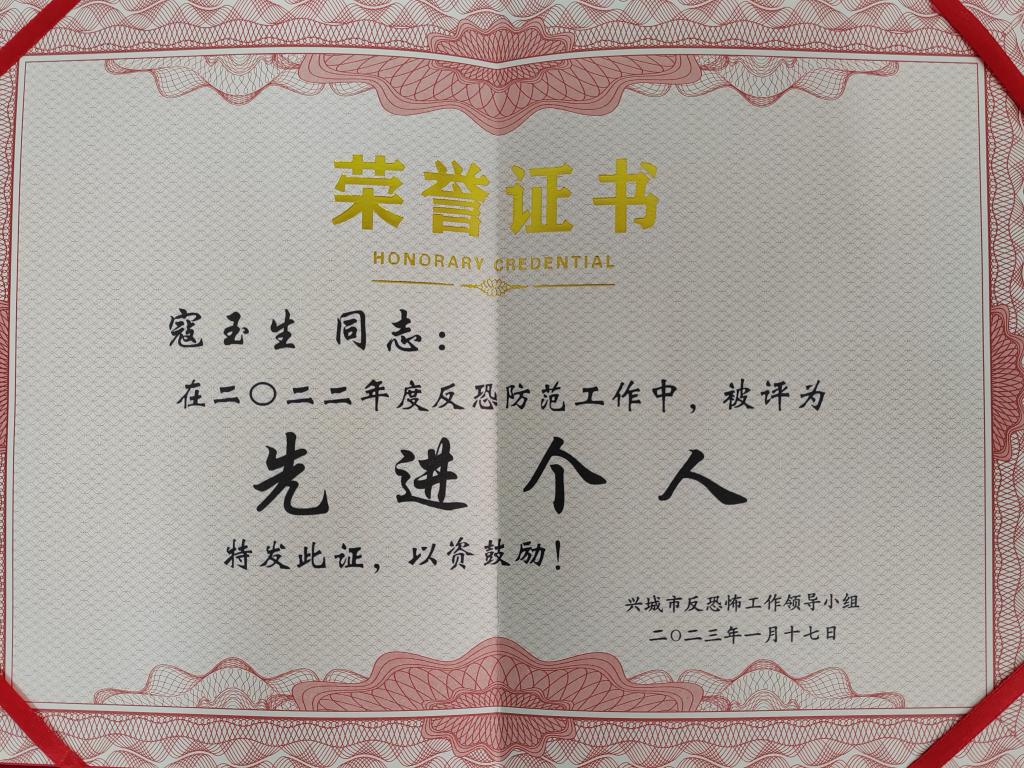 荣誉证书
HONORARY CREDENTIAL
寇玉生 同志：
在二〇二二年度反恐防范工作中，被评为
先进个人
特发此证，以资鼓励！
兴城市反恐怖工作领导小组
二〇二三年一月十七日